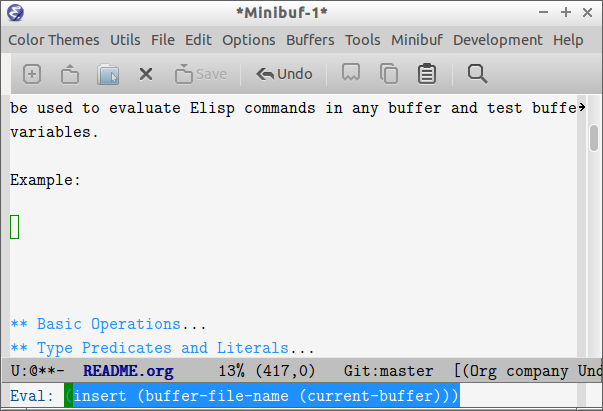 *Minibuf-1*
Color Themes Utils File Edit Options Buffers Tools Minibuf Development Help
Save Undo
be used to evaluate Elisp commands in any buffer and test buffe
variables.
Example:
** Basic Operations...
** Type Predicates and Literals...
U:@**- README.org 13% (417,0) Git:master [(Org company Und
Eval: (insert (buffer-file-name (current-buffer)))